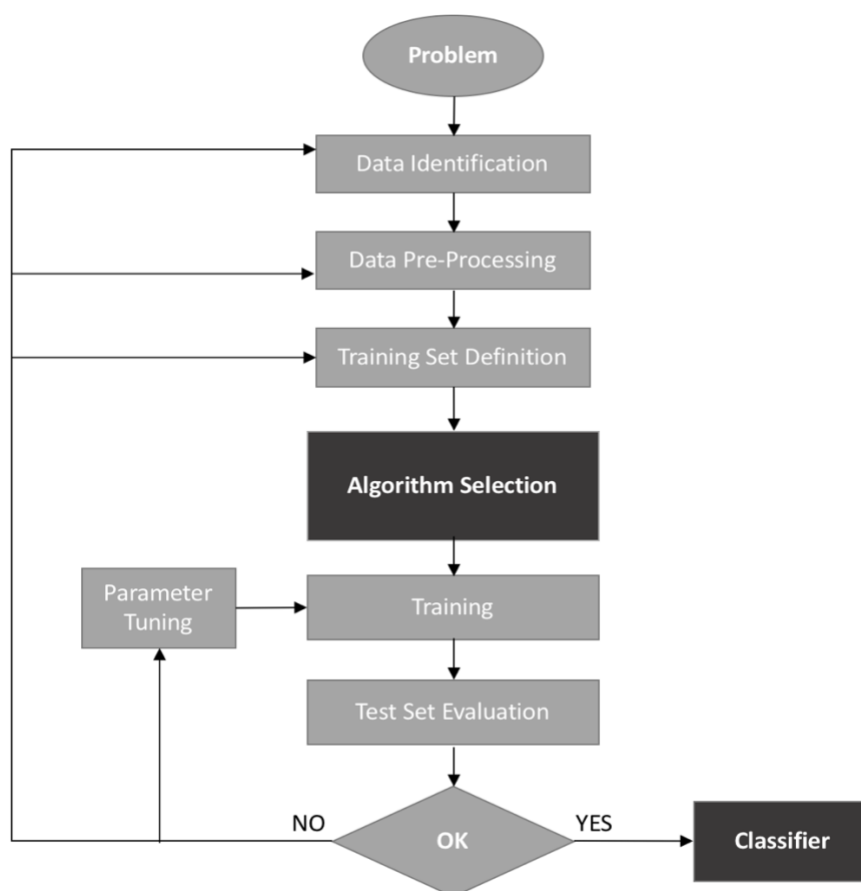 Problem
Data Identification
Data Pre-Processing
Training Set Definition
Algorithm Selection
Parameter
Tuning
Training
Test Set Evaluation
NO
OK
YES
Classifier